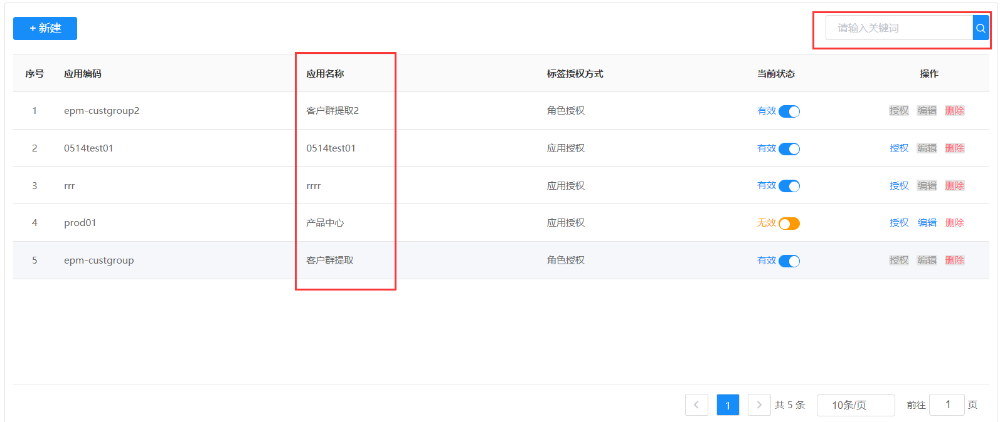 + 新建
请输入关键词
序号 应用编码 应用名称 标签授权方式 当前状态 操作
1 epm-custgroup2 客户群提取2 角色授权 有效 授权 编辑 删除
2 0514test01 0514test01 应用授权 有效 授权 编辑 删除
3 rrr rrrr 应用授权 有效 授权 编辑 删除
4 prod01 产品中心 应用授权 无效 授权 编辑 删除
5 epm-custgroup 客户群提取 角色授权 有效 授权 编辑 删除
1 共 5 条 10条/页 前往 1 页